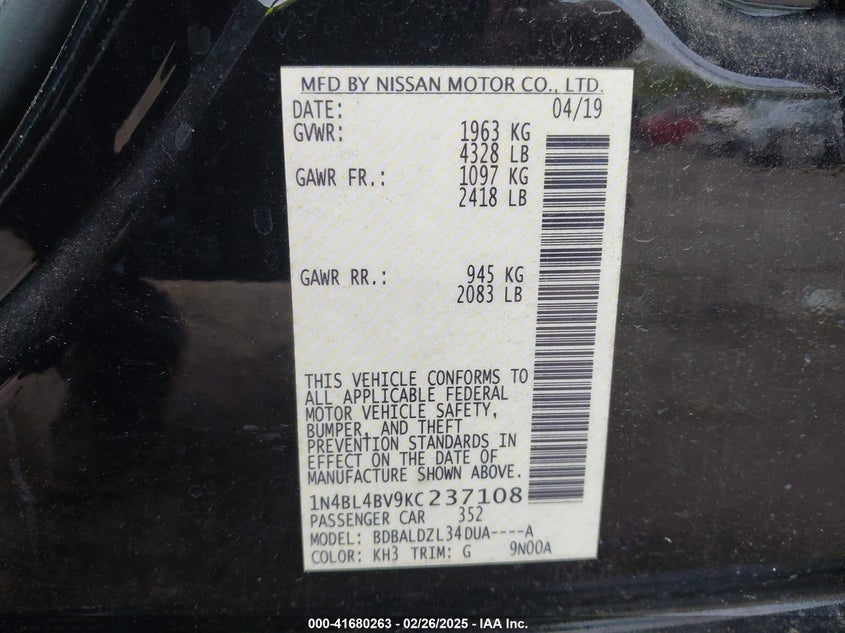 MFD BY NISSAN MOTOR CO., LTD.
DATE: 04/19
GVWR: 1963 KG
4328 LB
GAWR FR.: 1097 KG
2418 LB
GAWR RR.: 945 KG
2083 LB
THIS VEHICLE CONFORMS TO
ALL APPLICABLE FEDERAL
MOTOR VEHICLE SAFETY,
BUMPER, AND THEFT
PREVENTION STANDARDS IN
EFFECT ON THE DATE OF
MANUFACTURE SHOWN ABOVE.
1N4BL4BV9KC237108
PASSENGER CAR 352
MODEL: BDBALDZL34DUA----A
COLOR: KH3 TRIM: G 9N00A
000-41680263 - 02/26/2025 - IAA Inc.